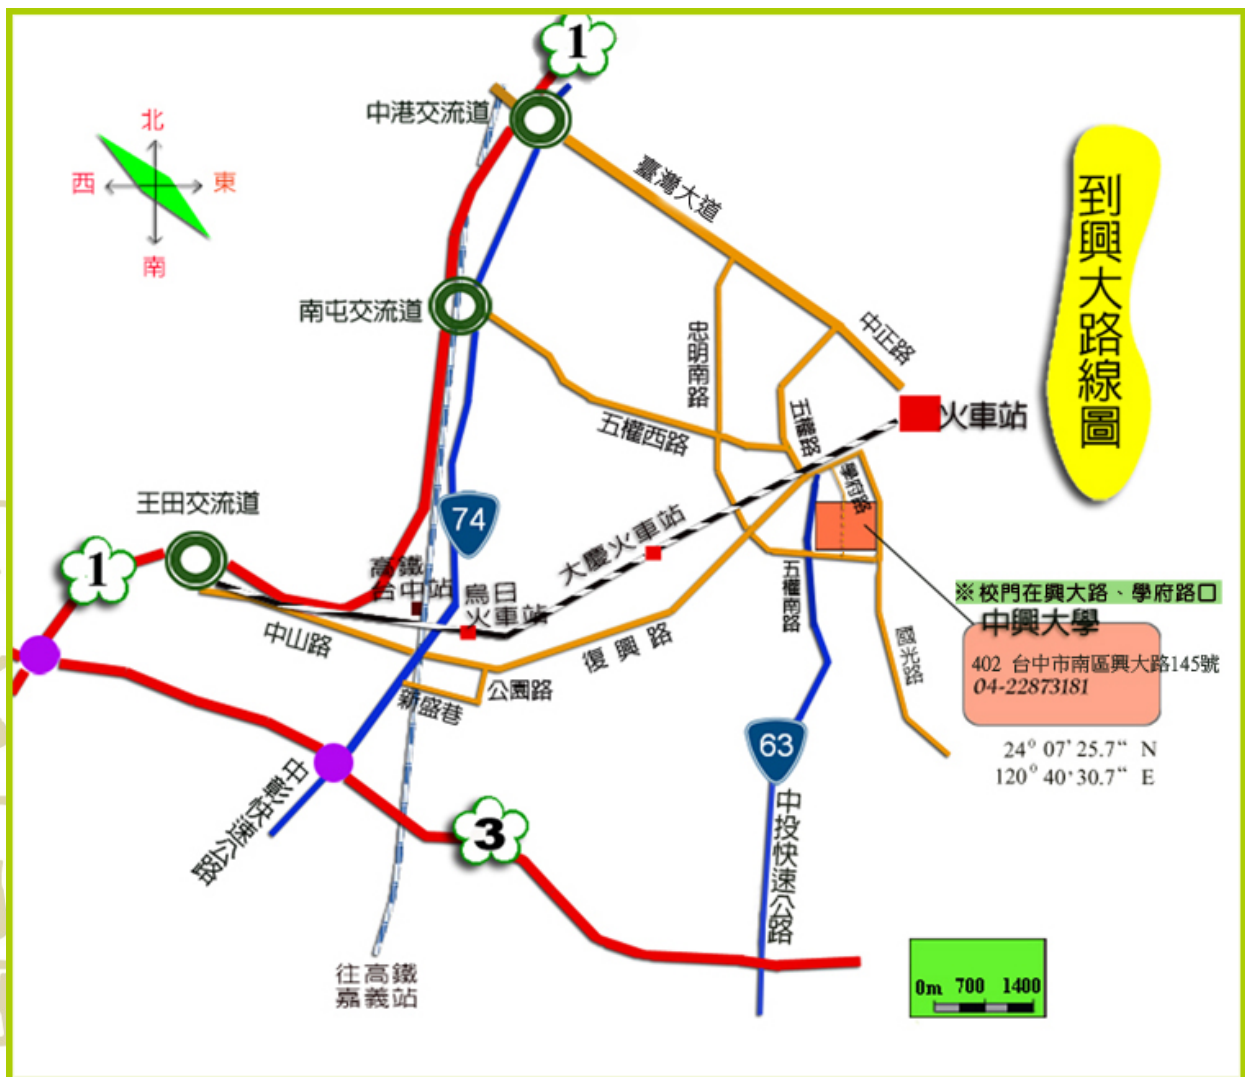 1
中港交流道
北
西
東
南
臺灣大道
到興大路線圖
南屯交流道
忠明南路
中正路
五權西路
五權路
火車站
學府路
王田交流道
74
大慶火車站
1
高鐵
台中站
烏日
火車站
五權南路
※校門在興大路、學府路口
中興大學
402 台中市南區興大路145號
04-22873181
中山路
復興路
國光路
公園路
新盛巷
63
24° 07' 25.7" N
120° 40' 30.7" E
中彰快速公路
3
中投快速公路
往高鐵
嘉義站
0m 700 1400